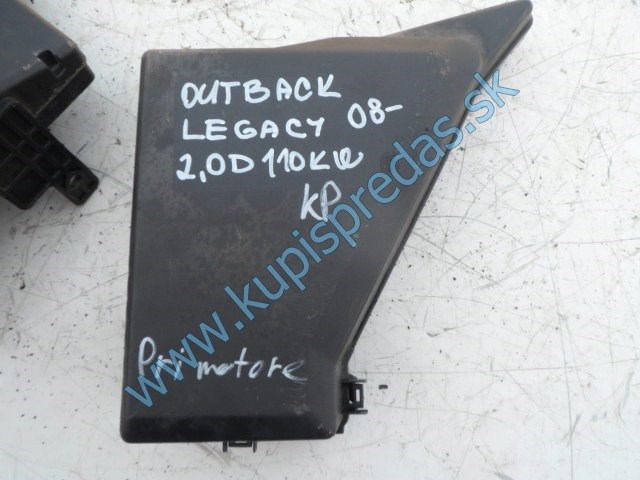 OUTBACK
LEGACY 08-
2,0D 110KW
KP
Pri motore
www.kupispredas.sk